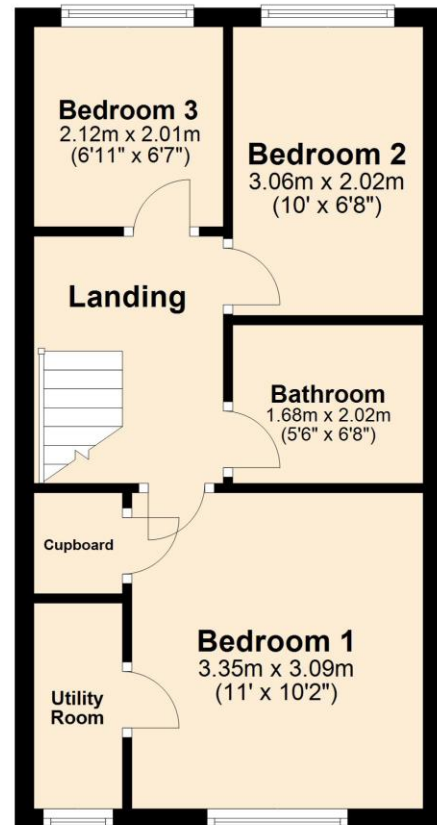 Bedroom 3
2.12m x 2.01m
(6'11" x 6'7")
Bedroom 2
3.06m x 2.02m
(10' x 6'8")
Landing
Bathroom
1.68m x 2.02m
(5'6" x 6'8")
Cupboard
Bedroom 1
3.35m x 3.09m
(11' x 10'2")
Utility
Room